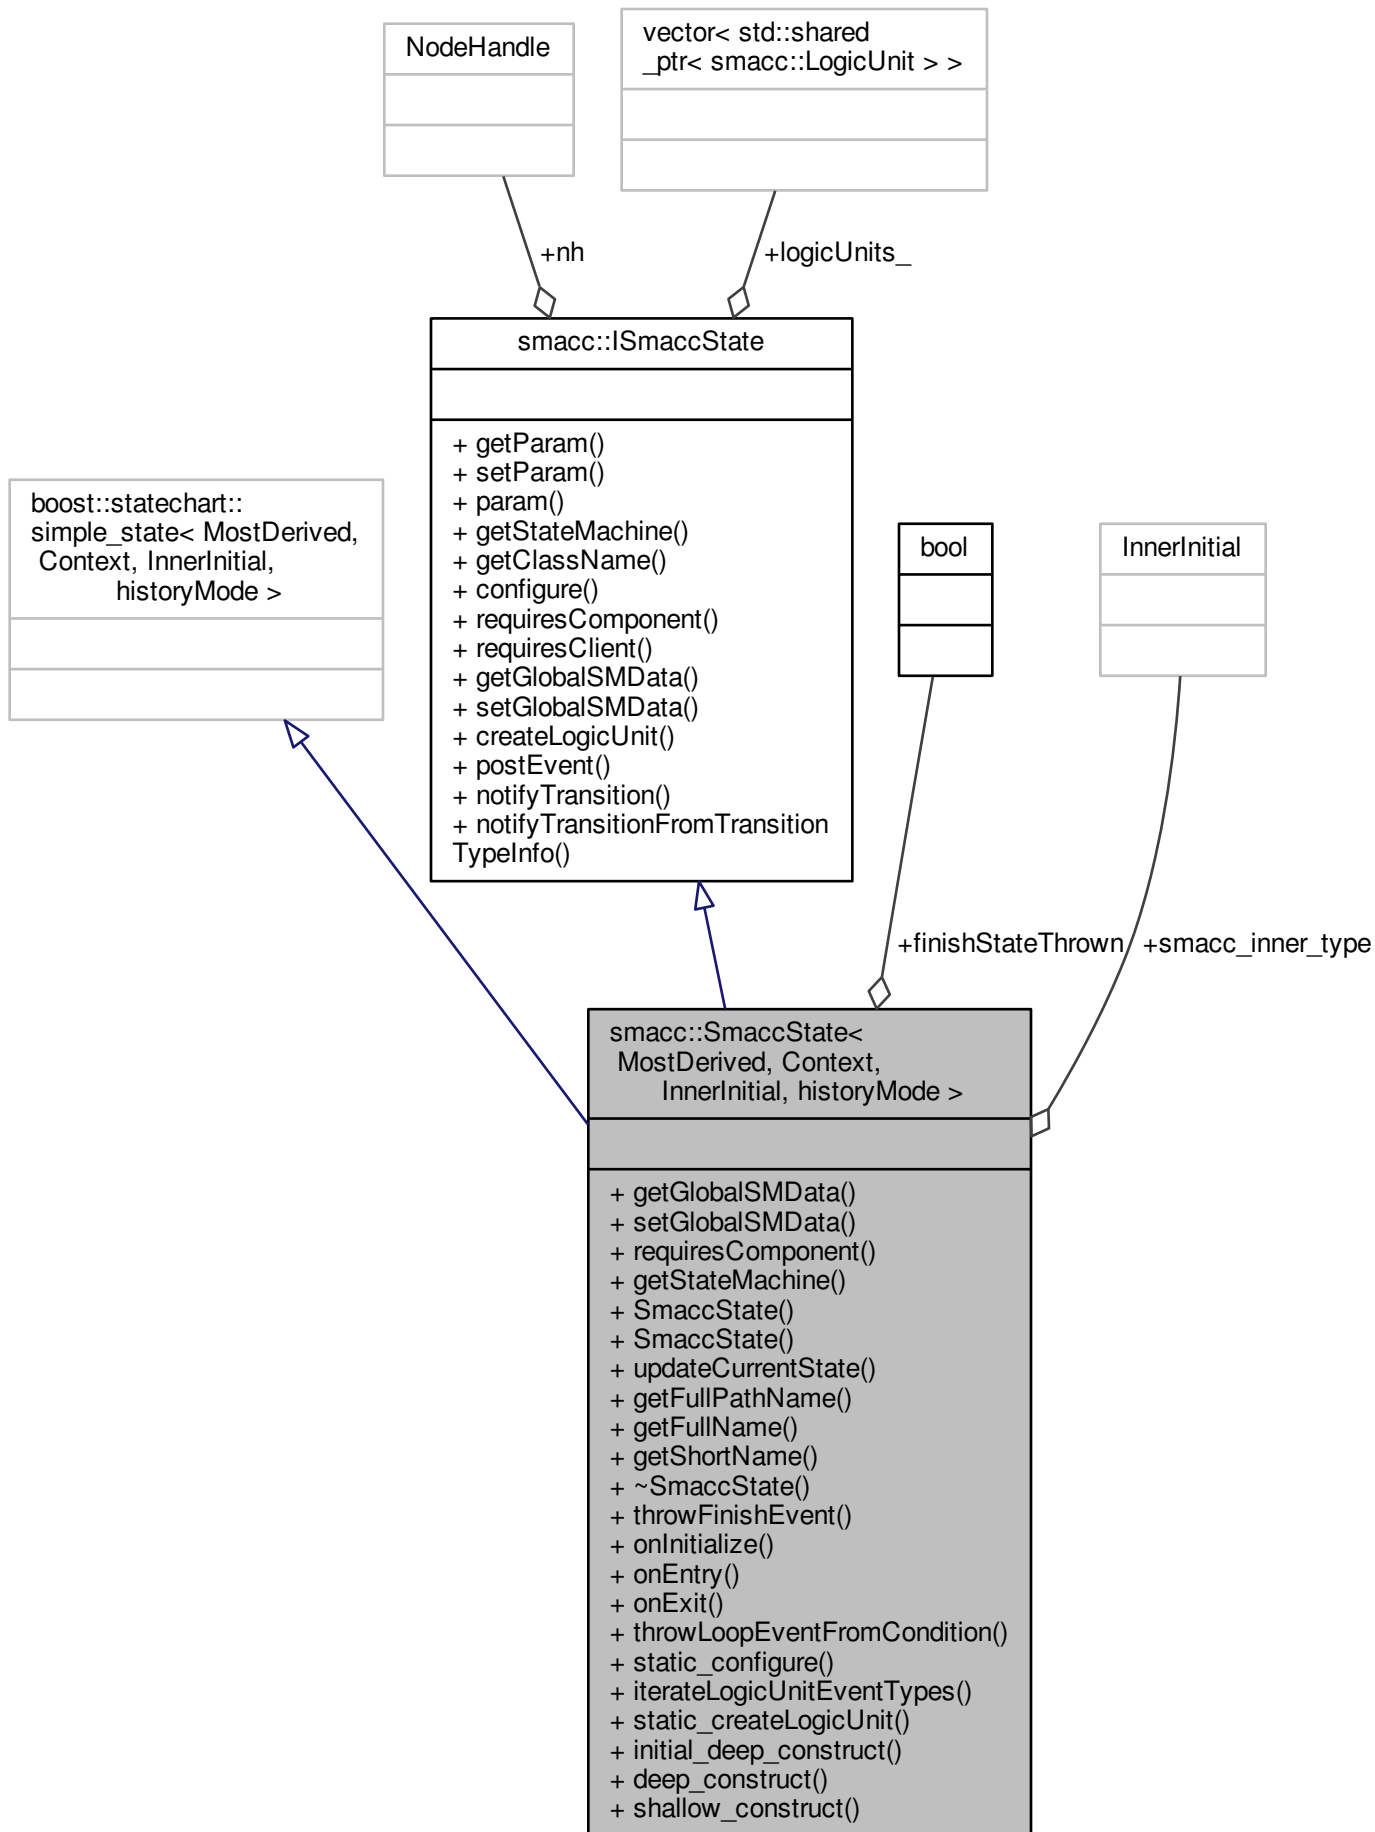 NodeHandle
vector< std::shared
_ptr< smacc::LogicUnit > >
+nh
+logicUnits_
smacc::ISmaccState
+ getParam()
+ setParam()
+ param()
+ getStateMachine()
+ getClassName()
+ configure()
+ requiresComponent()
+ requiresClient()
+ getGlobalSMData()
+ setGlobalSMData()
+ createLogicUnit()
+ postEvent()
+ notifyTransition()
+ notifyTransitionFromTransition
TypeInfo()
boost::statechart::
simple_state< MostDerived,
Context, InnerInitial,
historyMode >
bool
InnerInitial
+finishStateThrown
+smacc_inner_type
smacc::SmaccState<
MostDerived, Context,
InnerInitial, historyMode >
+ getGlobalSMData()
+ setGlobalSMData()
+ requiresComponent()
+ getStateMachine()
+ SmaccState()
+ SmaccState()
+ updateCurrentState()
+ getFullPathName()
+ getFullName()
+ getShortName()
+ ~SmaccState()
+ throwFinishEvent()
+ onInitialize()
+ onEntry()
+ onExit()
+ throwLoopEventFromCondition()
+ static_configure()
+ iterateLogicUnitEventTypes()
+ static_createLogicUnit()
+ initial_deep_construct()
+ deep_construct()
+ shallow_construct()